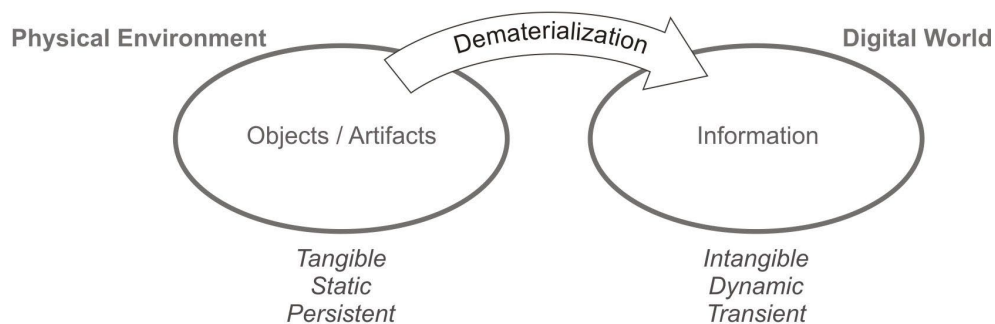 Physical Environment
Dematerialization
Digital World
Objects / Artifacts
Information
Tangible
Static
Persistent
Intangible
Dynamic
Transient